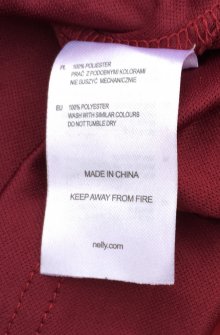 PL 100% POLIESTER
PRAĆ Z PODOBNYMI KOLORAMI
NIE SUSZYĆ MECHANICZNIE
EU 100% POLYESTER
WASH WITH SIMILAR COLOURS
DO NOT TUMBLE DRY
MADE IN CHINA
KEEP AWAY FROM FIRE
nelly.com